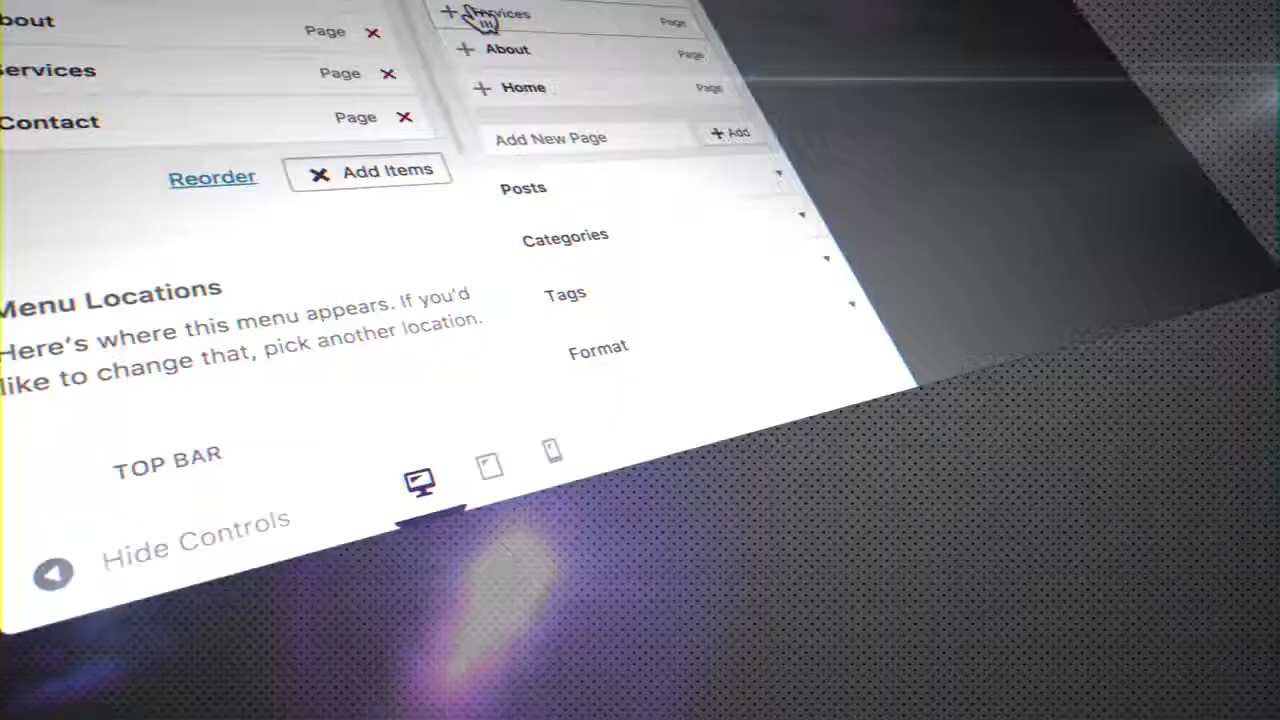 bout Page
ervices Page
Contact Page
Reorder Add Items
Menu Locations
Here's where this menu appears. If you'd
like to change that, pick another location.
TOP BAR
Hide Controls
Services Page
About Page
Home Page
Add New Page Add
Posts
Categories
Tags
Format